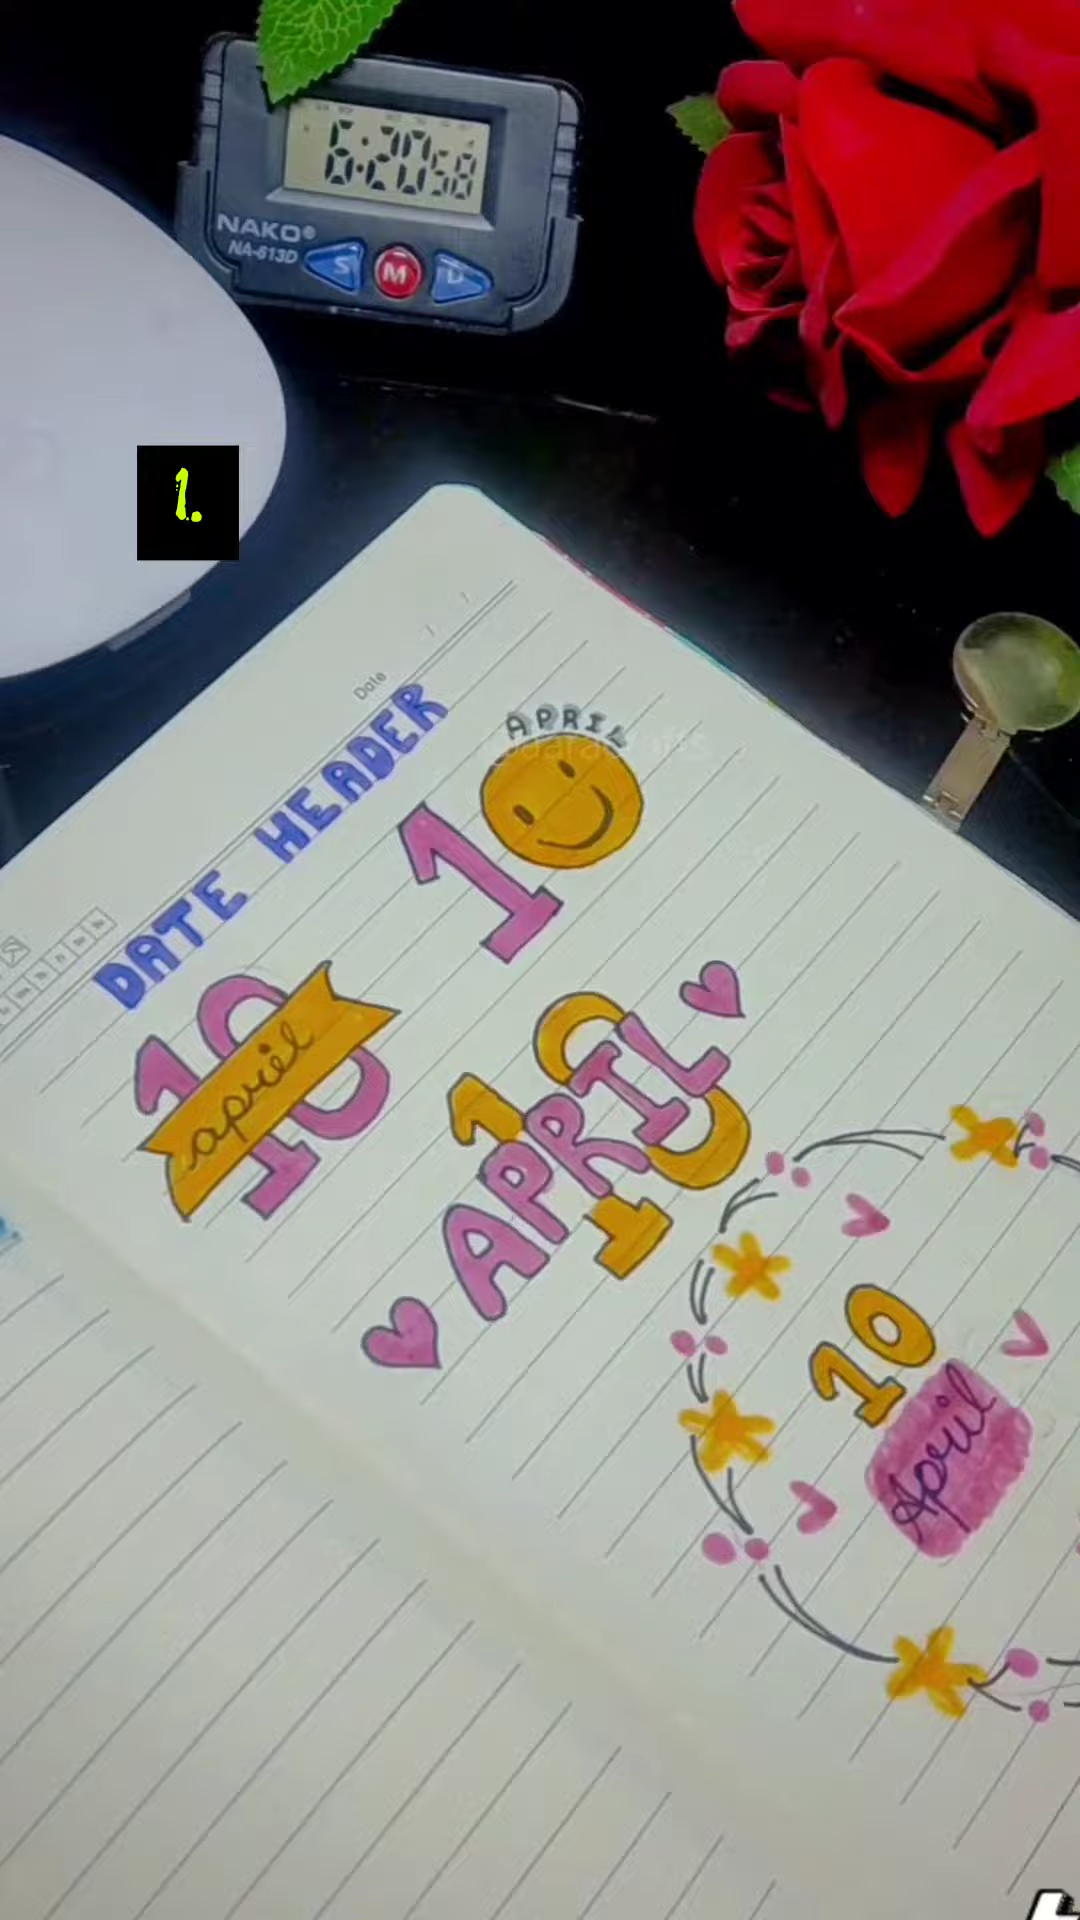 6:20 58
NAKO®
NA-613D
S M D
1.
Date
DATE HEADER
APRIL
10
10
april
10
APRIL
10
April